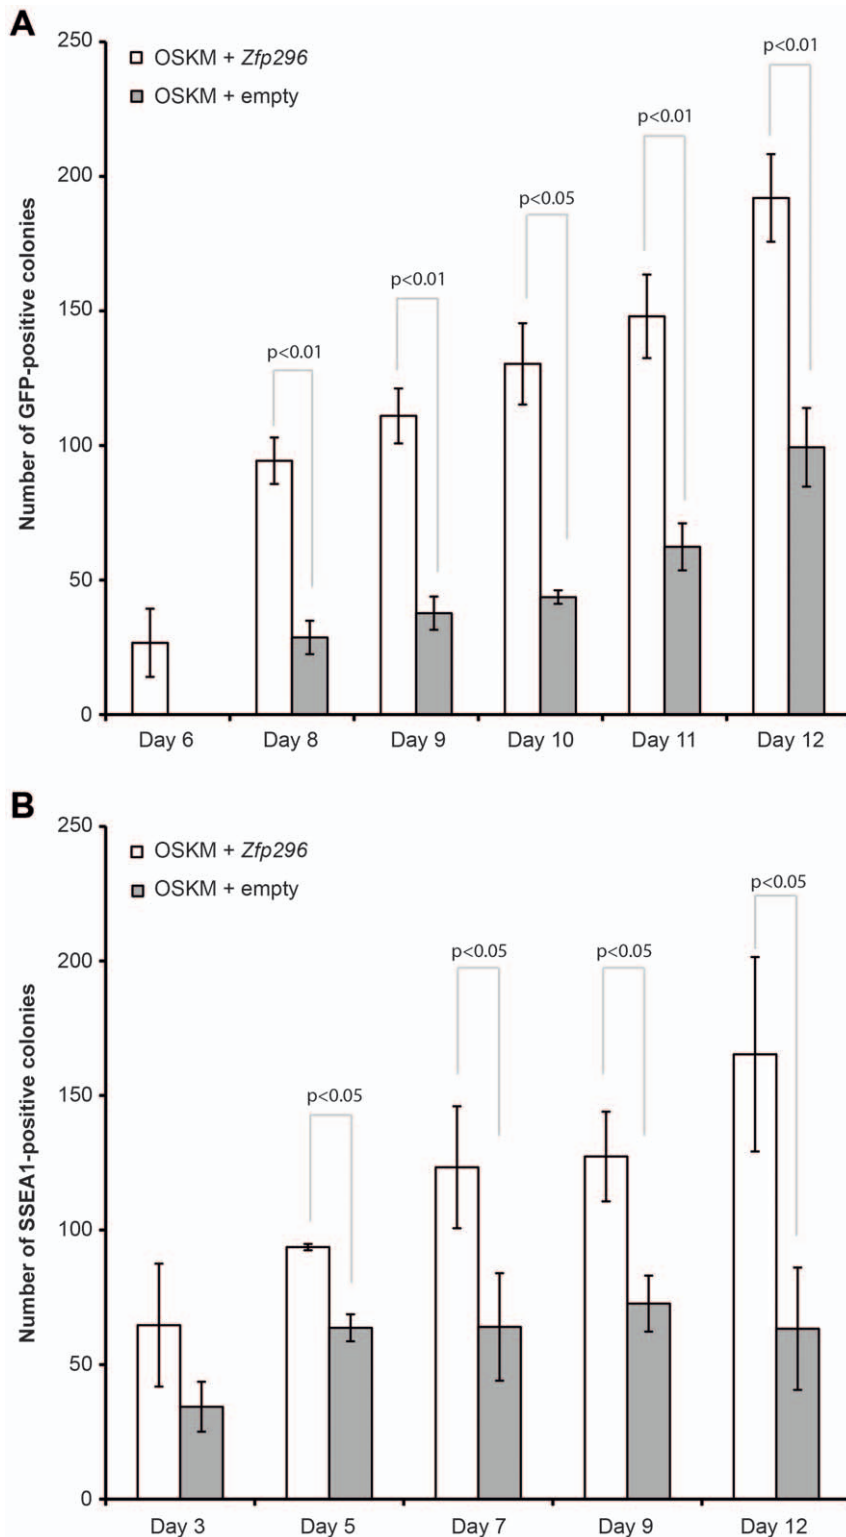 A
250
OSKM + Zfp296
OSKM + empty
p<0.01
p<0.01
p<0.05
p<0.01
p<0.01
200
150
100
50
0
Number of GFP-positive colonies
Day 6 Day 8 Day 9 Day 10 Day 11 Day 12
B
250
OSKM + Zfp296
OSKM + empty
p<0.05
p<0.05
p<0.05
p<0.05
200
150
100
50
0
Number of SSEA1-positive colonies
Day 3 Day 5 Day 7 Day 9 Day 12